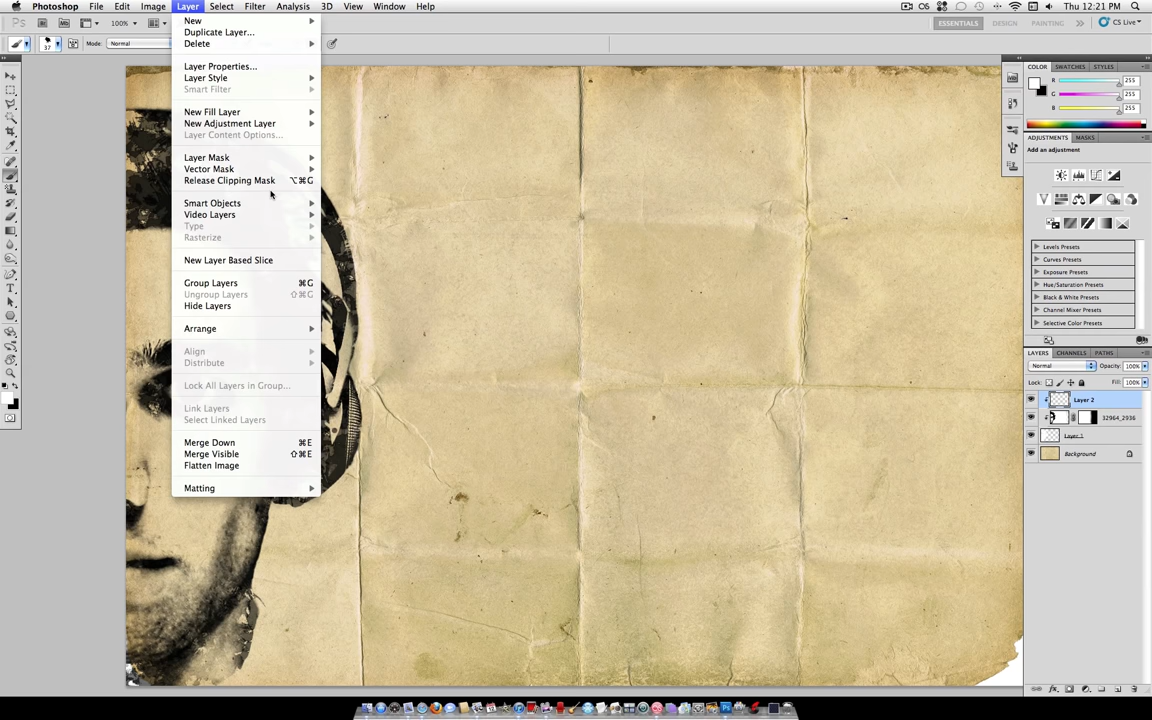 Photoshop File Edit Image Layer Select Filter Analysis 3D View Window Help
Thu 12:21 PM
Ps Br Mb 100% ESSENTIALS DESIGN PAINTING CS Live
37 Mode: Normal
New
Duplicate Layer...
Delete
Layer Properties...
Layer Style
Smart Filter
New Fill Layer
New Adjustment Layer
Layer Content Options...
Layer Mask
Vector Mask
Release Clipping Mask ⌥⌘G
Smart Objects
Video Layers
Type
Rasterize
New Layer Based Slice
Group Layers ⌘G
Ungroup Layers ⇧⌘G
Hide Layers
Arrange
Align
Distribute
Lock All Layers in Group...
Link Layers
Select Linked Layers
Merge Down ⌘E
Merge Visible ⇧⌘E
Flatten Image
Matting
COLOR SWATCHES STYLES
R 255
G 255
B 255
ADJUSTMENTS MASKS
Add an adjustment
Levels Presets
Curves Presets
Exposure Presets
Hue/Saturation Presets
Black & White Presets
Channel Mixer Presets
Selective Color Presets
LAYERS CHANNELS PATHS
Normal Opacity: 100%
Lock: Fill: 100%
Layer 2
32964_2936
Layer 1
Background